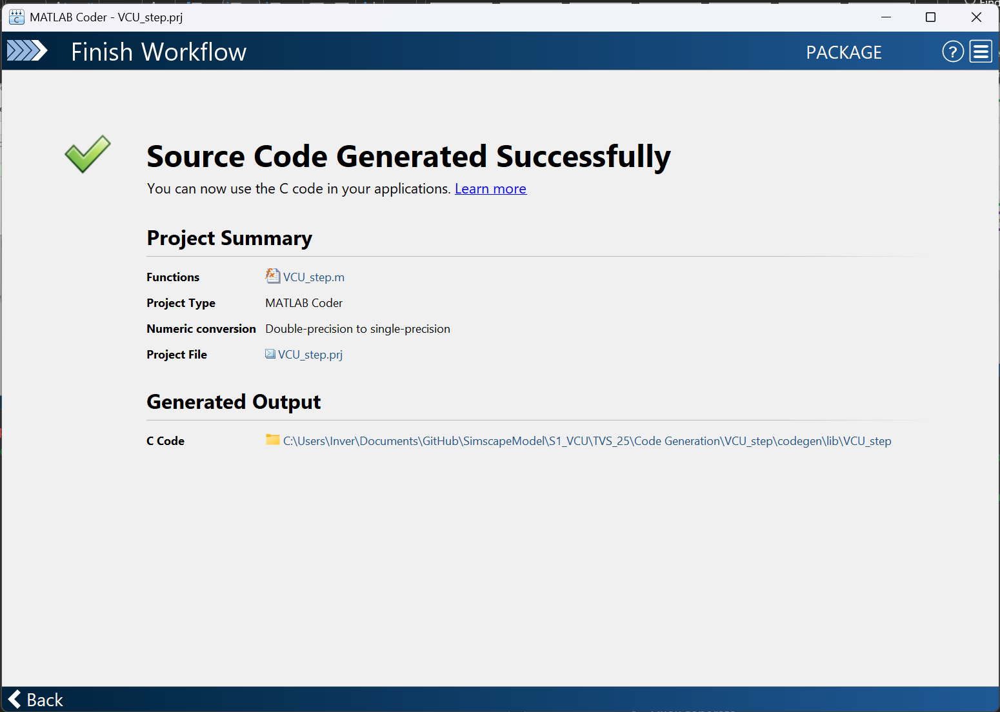 MATLAB Coder - VCU_step.prj
Finish Workflow
PACKAGE
?
Source Code Generated Successfully
You can now use the C code in your applications. Learn more
Project Summary
Functions VCU_step.m
Project Type MATLAB Coder
Numeric conversion Double-precision to single-precision
Project File VCU_step.prj
Generated Output
C Code C:\Users\Inver\Documents\GitHub\SimscapeModel\S1_VCU\TVS_25\Code Generation\VCU_step\codegen\lib\VCU_step
Back